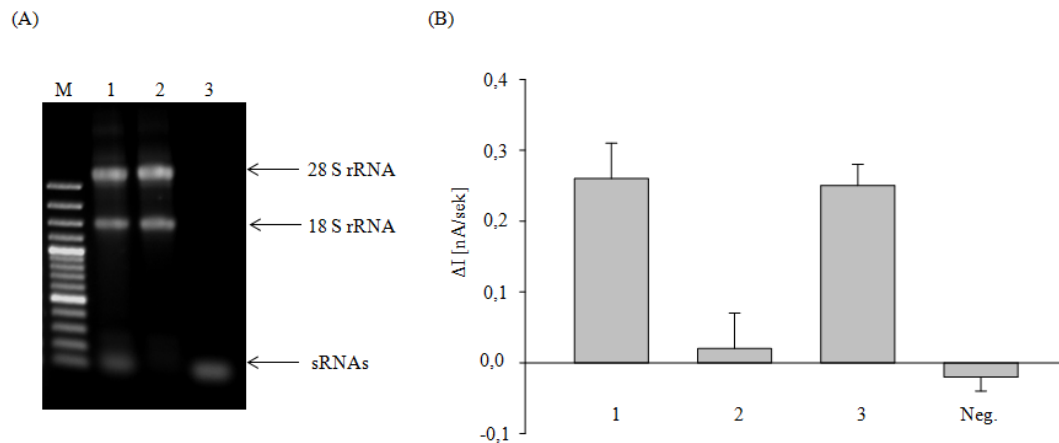 (A)
M 1 2 3
28 S rRNA
18 S rRNA
sRNAs
(B)
ΔI [nA/sek]
0,4
0,3
0,2
0,1
0,0
-0,1
1 2 3 Neg.